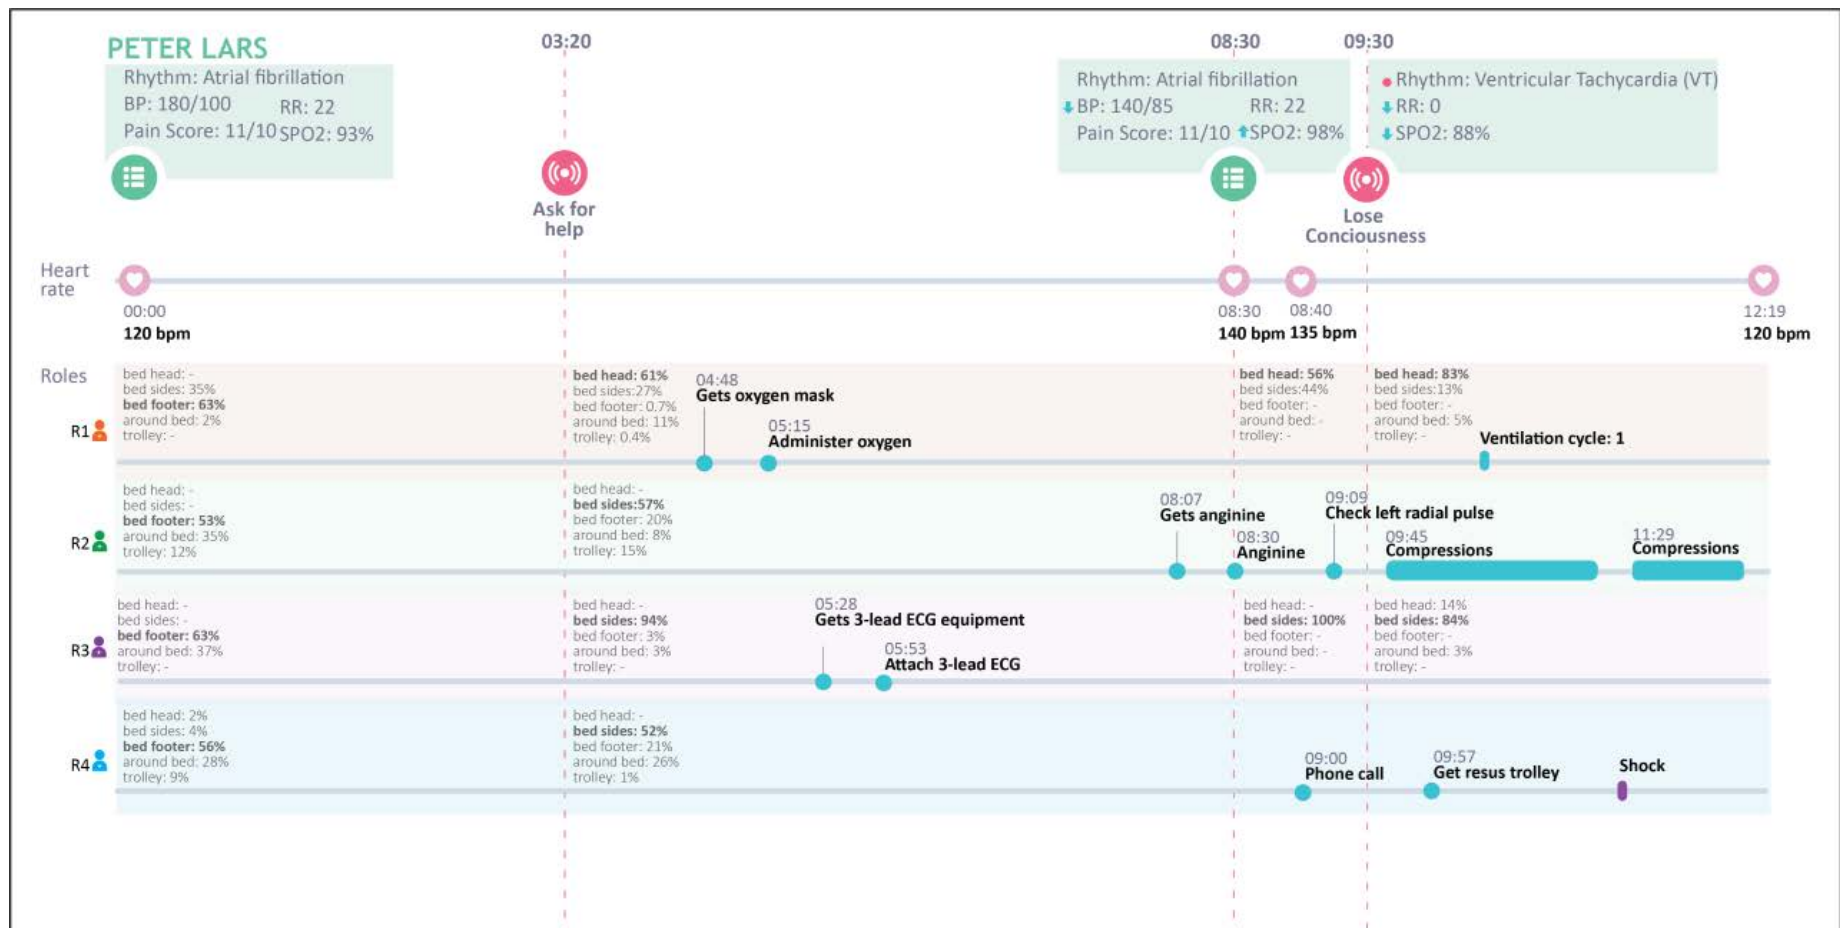 PETER LARS
03:20
08:30
09:30
Rhythm: Atrial fibrillation
BP: 180/100 RR: 22
Pain Score: 11/10 SPO2: 93%
Rhythm: Atrial fibrillation
BP: 140/85 RR: 22
Pain Score: 11/10 SPO2: 98%
Rhythm: Ventricular Tachycardia (VT)
RR: 0
SPO2: 88%
Ask for
help
Lose
Conciousness
Heart
rate
00:00
120 bpm
08:30
140 bpm
08:40
135 bpm
12:19
120 bpm
Roles
R1
bed head: -
bed sides: 35%
bed footer: 63%
around bed: 2%
trolley: -
bed head: 61%
bed sides:27%
bed footer: 0.7%
around bed: 11%
trolley: 0.4%
04:48
Gets oxygen mask
05:15
Administer oxygen
bed head: 56%
bed sides:44%
bed footer: -
around bed: -
trolley: -
bed head: 83%
bed sides:13%
bed footer: -
around bed: 5%
trolley: -
Ventilation cycle: 1
R2
bed head: -
bed sides: -
bed footer: 53%
around bed: 35%
trolley: 12%
bed head: -
bed sides:57%
bed footer: 20%
around bed: 8%
trolley: 15%
08:07
Gets anginine
08:30
Anginine
09:09
Check left radial pulse
09:45
Compressions
11:29
Compressions
R3
bed head: -
bed sides: -
bed footer: 63%
around bed: 37%
trolley: -
bed head: -
bed sides: 94%
bed footer: 3%
around bed: 3%
trolley: -
05:28
Gets 3-lead ECG equipment
05:53
Attach 3-lead ECG
bed head: -
bed sides: 100%
bed footer: -
around bed: -
trolley: -
bed head: 14%
bed sides: 84%
bed footer: -
around bed: 3%
trolley: -
R4
bed head: 2%
bed sides: 4%
bed footer: 56%
around bed: 28%
trolley: 9%
bed head: -
bed sides: 52%
bed footer: 21%
around bed: 26%
trolley: 1%
09:00
Phone call
09:57
Get resus trolley
Shock